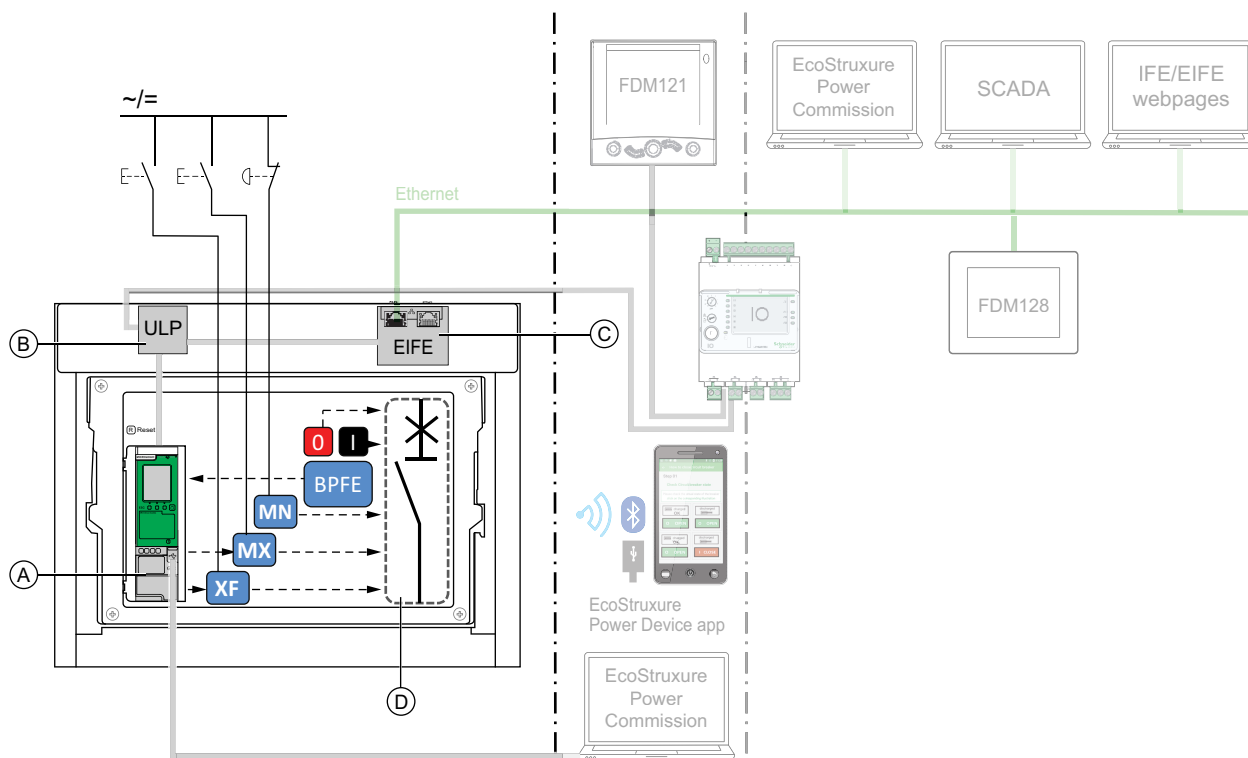 ~/=
Ethernet
FDM121
EcoStruxure
Power
Commission
SCADA
IFE/EIFE
webpages
FDM128
IO
ULP
EIFE
B
C
R Reset
0
I
BPFE
MN
MX
XF
A
D
EcoStruxure
Power Device app
EcoStruxure
Power
Commission